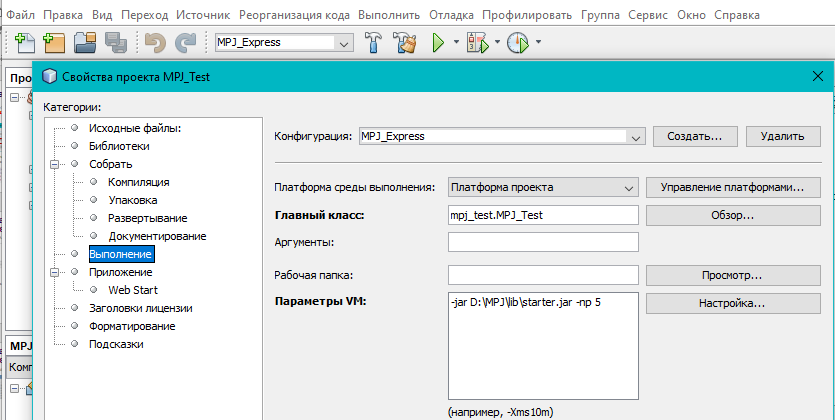 Файл Правка Вид Переход Источник Реорганизация кода Выполнить Отладка Профилировать Группа Сервис Окно Справка
MPJ_Express
Свойства проекта MPJ_Test
Категории:
Исходные файлы:
Библиотеки
Собрать
Компиляция
Упаковка
Развертывание
Документирование
Выполнение
Приложение
Web Start
Заголовки лицензии
Форматирование
Подсказки
Конфигурация: MPJ_Express Создать... Удалить
Платформа среды выполнения: Платформа проекта Управление платформами...
Главный класс: mpj_test.MPJ_Test Обзор...
Аргументы:
Рабочая папка: Просмотр...
Параметры VM: -jar D:\MPJ\lib\starter.jar -np 5 Настройка...
(например, -Xms10m)